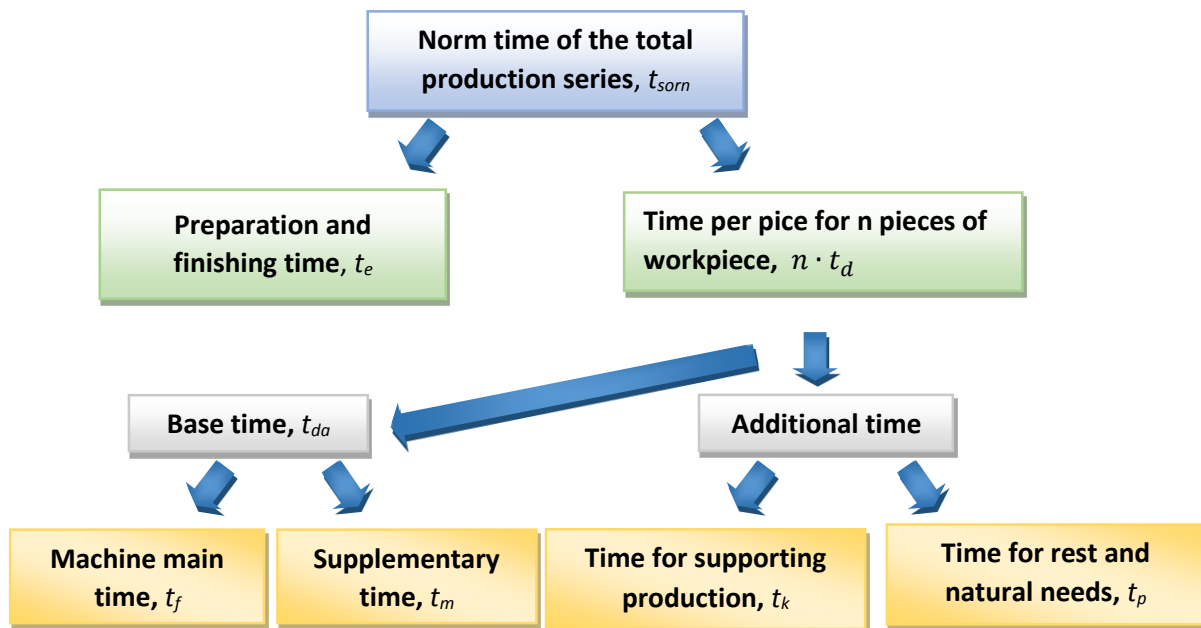 Norm time of the total
production series, tsorn
Preparation and
finishing time, te
Time per pice for n pieces of
workpiece, n · td
Base time, tda
Additional time
Machine main
time, tf
Supplementary
time, tm
Time for supporting
production, tk
Time for rest and
natural needs, tp